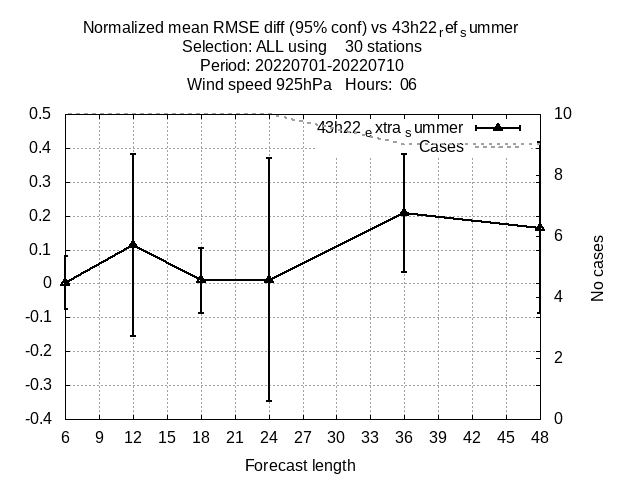 Normalized mean RMSE diff (95% conf) vs 43h22refsummer
Selection: ALL using 30 stations
Period: 20220701-20220710
Wind speed 925hPa Hours: 06
43h22extrasummer
Cases
0.5
0.4
0.3
0.2
0.1
0
-0.1
-0.2
-0.3
-0.4
10
8
6
4
2
0
No cases
6 9 12 15 18 21 24 27 30 33 36 39 42 45 48
Forecast length